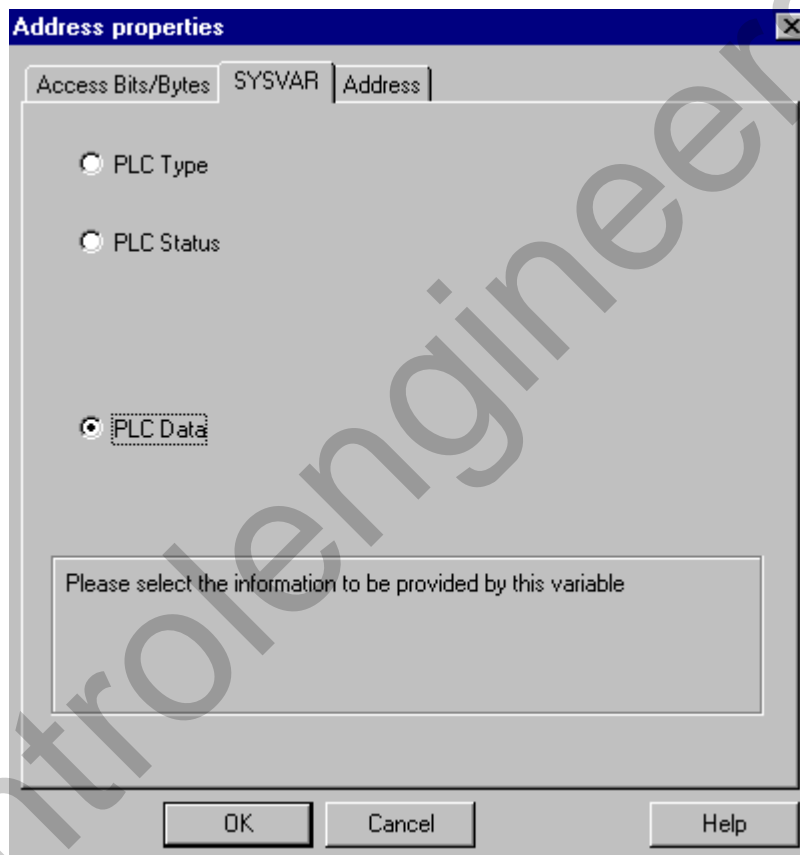 Address properties
Access Bits/Bytes SYSVAR Address
PLC Type
PLC Status
PLC Data
Please select the information to be provided by this variable
OK Cancel Help
ntrolengineer